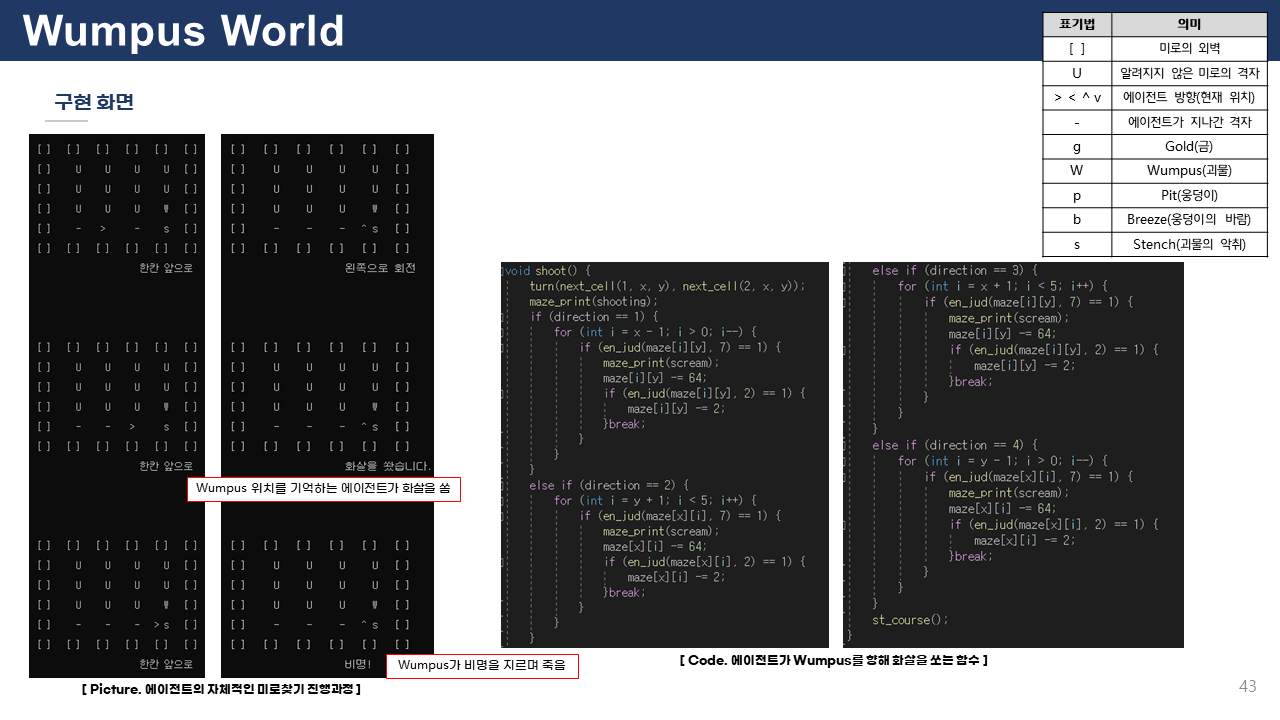 Wumpus World
표기법 의미
[ ] 미로의 외벽
U 알려지지 않은 미로의 격자
> < ^ v 에이전트 방향(현재 위치)
- 에이전트가 지나간 격자
g Gold(금)
W Wumpus(괴물)
p Pit(웅덩이)
b Breeze(웅덩이의 바람)
s Stench(괴물의 악취)
구현 화면
[ ] [ ] [ ] [ ] [ ] [ ]
[ ] U U U U [ ]
[ ] U U U U [ ]
[ ] U U U W [ ]
[ ] - > - s [ ]
[ ] [ ] [ ] [ ] [ ] [ ]
한칸 앞으로
[ ] [ ] [ ] [ ] [ ] [ ]
[ ] U U U U [ ]
[ ] U U U U [ ]
[ ] U U U W [ ]
[ ] - - - ^ s [ ]
[ ] [ ] [ ] [ ] [ ] [ ]
왼쪽으로 회전
[ ] [ ] [ ] [ ] [ ] [ ]
[ ] U U U U [ ]
[ ] U U U U [ ]
[ ] U U U W [ ]
[ ] - - > s [ ]
[ ] [ ] [ ] [ ] [ ] [ ]
한칸 앞으로
[ ] [ ] [ ] [ ] [ ] [ ]
[ ] U U U U [ ]
[ ] U U U U [ ]
[ ] U U U W [ ]
[ ] - - - ^ s [ ]
[ ] [ ] [ ] [ ] [ ] [ ]
화살을 쐈습니다.
Wumpus 위치를 기억하는 에이전트가 화살을 쏨
[ ] [ ] [ ] [ ] [ ] [ ]
[ ] U U U U [ ]
[ ] U U U U [ ]
[ ] U U U W [ ]
[ ] - - - > s [ ]
[ ] [ ] [ ] [ ] [ ] [ ]
한칸 앞으로
[ ] [ ] [ ] [ ] [ ] [ ]
[ ] U U U U [ ]
[ ] U U U U [ ]
[ ] U U U W [ ]
[ ] - - - ^ s [ ]
[ ] [ ] [ ] [ ] [ ] [ ]
비명!
Wumpus가 비명을 지르며 죽음
[ Picture. 에이전트의 자체적인 미로찾기 진행과정 ]
void shoot() {
turn(next_cell(1, x, y), next_cell(2, x, y));
maze_print(shooting);
if (direction == 1) {
for (int i = x - 1; i > 0; i--) {
if (en_jud(maze[i][y], 7) == 1) {
maze_print(scream);
maze[i][y] -= 64;
if (en_jud(maze[i][y], 2) == 1) {
maze[i][y] -= 2;
}break;
}
}
}
else if (direction == 2) {
for (int i = y + 1; i < 5; i++) {
if (en_jud(maze[x][i], 7) == 1) {
maze_print(scream);
maze[x][i] -= 64;
if (en_jud(maze[x][i], 2) == 1) {
maze[x][i] -= 2;
}break;
}
}
}
else if (direction == 3) {
for (int i = x + 1; i < 5; i++) {
if (en_jud(maze[i][y], 7) == 1) {
maze_print(scream);
maze[i][y] -= 64;
if (en_jud(maze[i][y], 2) == 1) {
maze[i][y] -= 2;
}break;
}
}
}
else if (direction == 4) {
for (int i = y - 1; i > 0; i--) {
if (en_jud(maze[x][i], 7) == 1) {
maze_print(scream);
maze[x][i] -= 64;
if (en_jud(maze[x][i], 2) == 1) {
maze[x][i] -= 2;
}break;
}
}
}
st_course();
}
[ Code. 에이전트가 Wumpus를 향해 화살을 쏘는 함수 ]
43